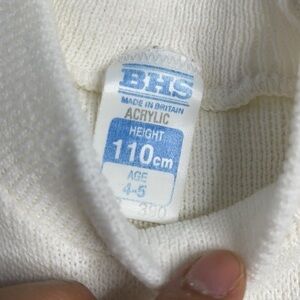 BHS
MADE IN BRITAIN
ACRYLIC
HEIGHT
110cm
AGE
4-5